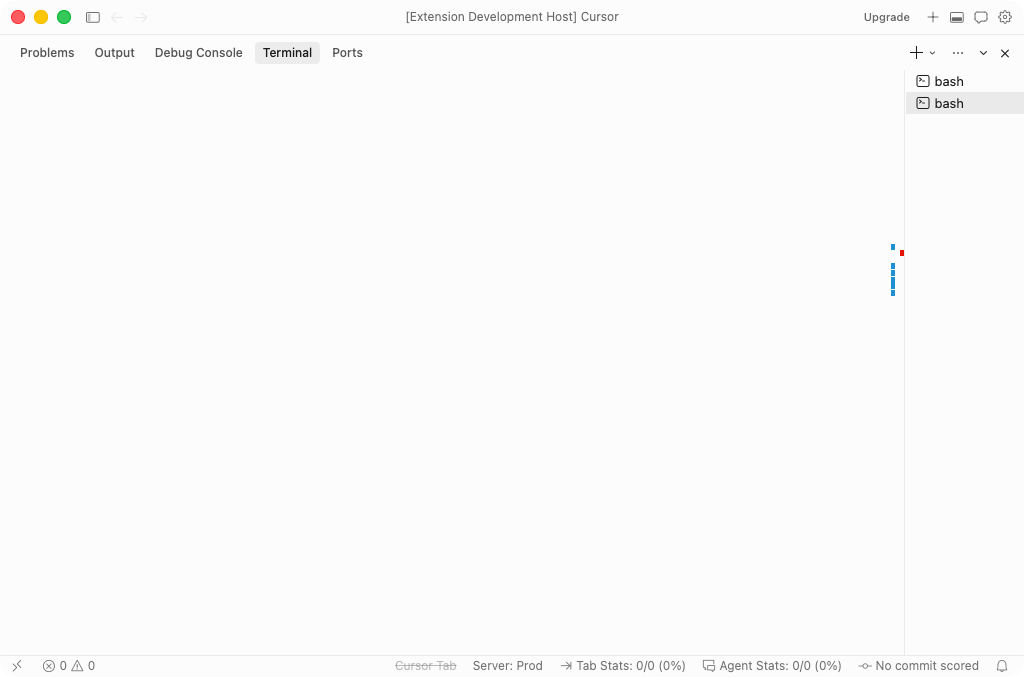 [Extension Development Host] Cursor
Upgrade
Problems
Output
Debug Console
Terminal
Ports
bash
bash
0
0
Cursor Tab
Server: Prod
Tab Stats: 0/0 (0%)
Agent Stats: 0/0 (0%)
No commit scored